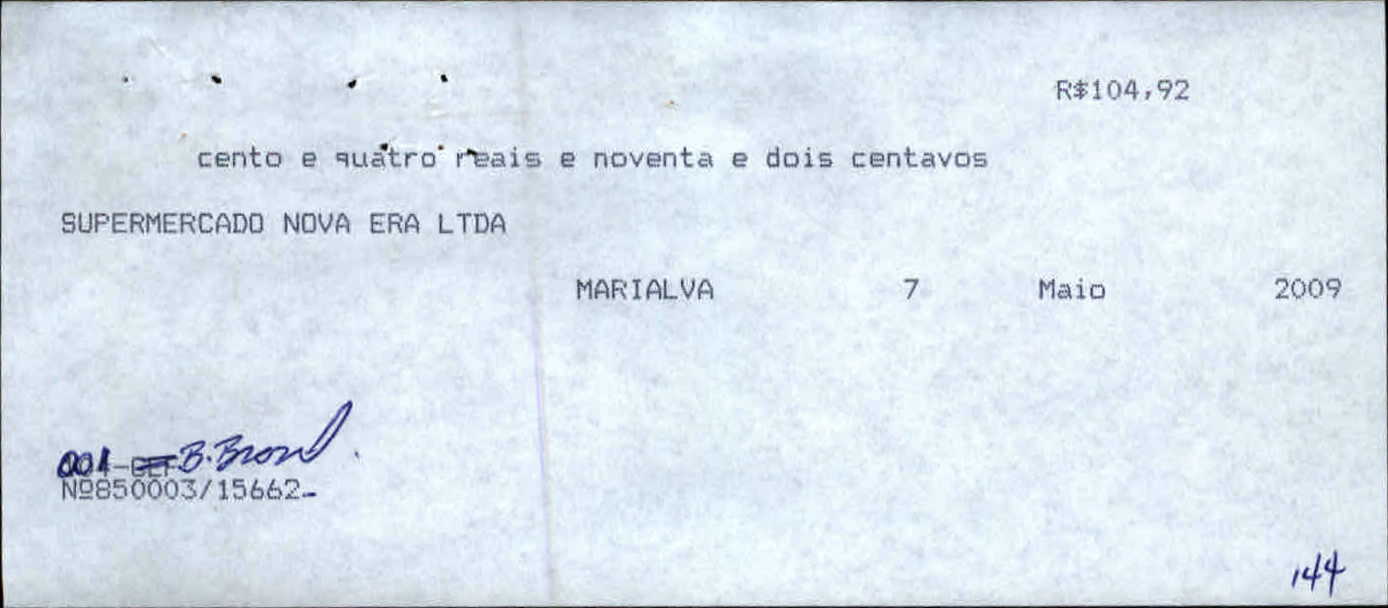 R$104,92
cento e quatro reais e noventa e dois centavos
SUPERMERCADO NOVA ERA LTDA
MARIALVA 7 Maio 2009
001- B. Brasil.
Nº850003/15662-
144